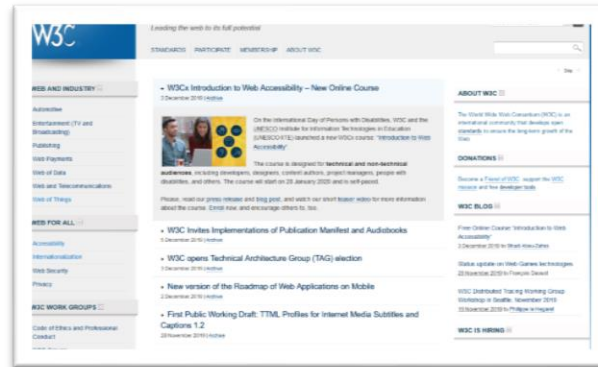 W3C
Leading the web to its full potential
STANDARDS PARTICIPATE MEMBERSHIP ABOUT W3C
Skip
WEB AND INDUSTRY
Automotive
Entertainment (TV and
Broadcasting)
Publishing
Web Payments
Web of Data
Web and Telecommunications
Web of Things
WEB FOR ALL
Accessibility
Internationalization
Web Security
Privacy
W3C WORK GROUPS
Code of Ethics and Professional
Conduct
W3Cx Introduction to Web Accessibility – New Online Course
3 December 2019 | Archive
On the International Day of Persons with Disabilities, W3C and the
UNESCO Institute for Information Technologies in Education
(UNESCO IITE) launched a new W3Cx course: "Introduction to Web
Accessibility"
The course is designed for technical and non-technical
audiences, including developers, designers, content authors, project managers, people with
disabilities, and others. The course will start on 28 January 2020 and is self-paced.
Please, read our press release and blog post, and watch our short teaser video for more information
about the course. Enroll now, and encourage others to, too.
W3C Invites Implementations of Publication Manifest and Audiobooks
5 December 2019 | Archive
W3C opens Technical Architecture Group (TAG) election
3 December 2019 | Archive
New version of the Roadmap of Web Applications on Mobile
2 December 2019 | Archive
First Public Working Draft: TTML Profiles for Internet Media Subtitles and
Captions 1.2
28 November 2019 | Archive
ABOUT W3C
The World Wide Web Consortium (W3C) is an
international community that develops open
standards to ensure the long-term growth of the
Web.
DONATIONS
Become a Friend of W3C: support the W3C
mission and free developer tools.
W3C BLOG
Free Online Course "Introduction to Web
Accessibility"
3 December 2019 by Shadi Abou-Zahra
Status update on Web Games technologies
28 November 2019 by François Daoust
W3C Distributed Tracing Working Group
Workshop in Seattle, November 2019
18 November 2019 by Philippe le Hegaret
W3C IS HIRING